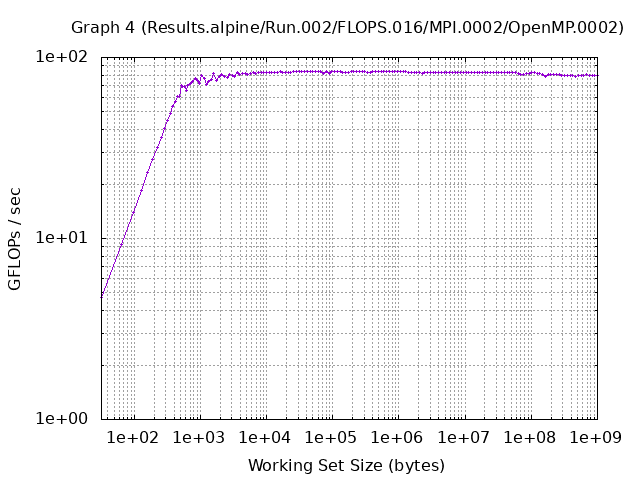 Graph 4 (Results.alpine/Run.002/FLOPS.016/MPI.0002/OpenMP.0002)
1e+02
1e+01
1e+00
GFLOPs / sec
1e+02 1e+03 1e+04 1e+05 1e+06 1e+07 1e+08 1e+09
Working Set Size (bytes)